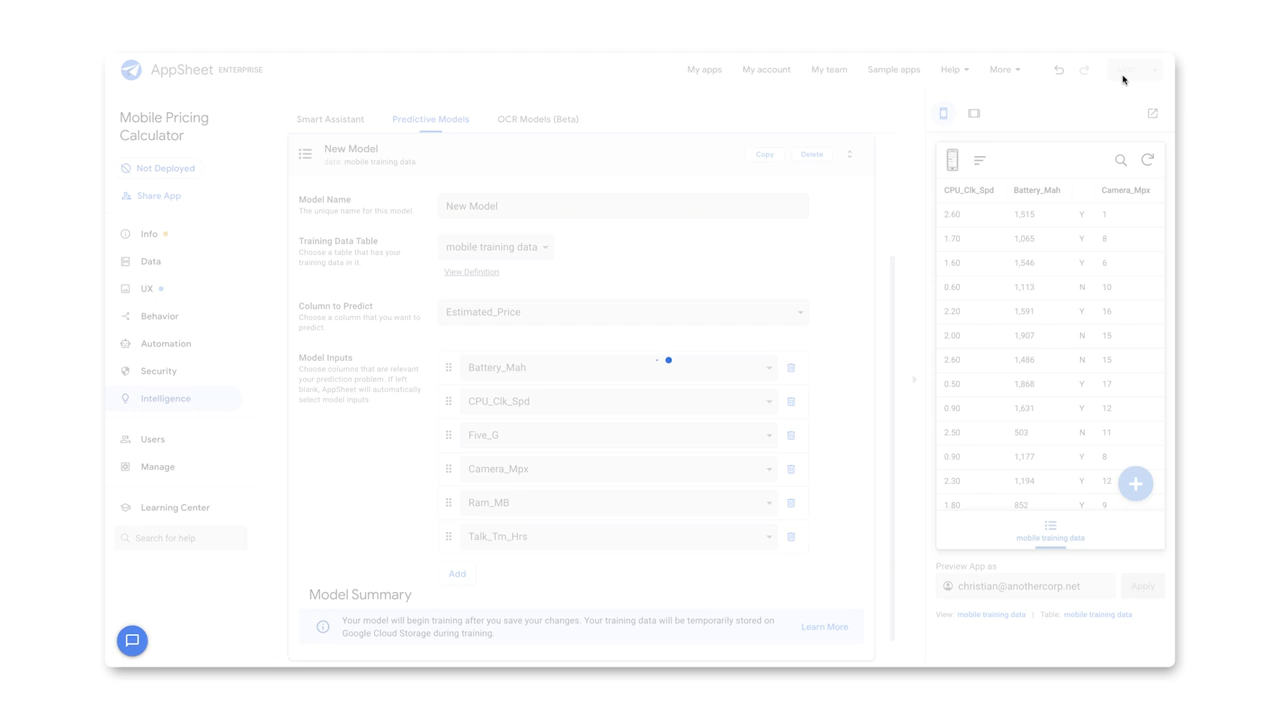 AppSheet ENTERPRISE
My apps
My account
My team
Sample apps
Help
More
Mobile Pricing
Calculator
Not Deployed
Share App
Info
Data
UX
Behavior
Automation
Security
Intelligence
Users
Manage
Learning Center
Search for help
Smart Assistant
Predictive Models
OCR Models (Beta)
New Model
data: mobile training data
Copy
Delete
Model Name
The unique name for this model.
New Model
Training Data Table
Choose a table that has your
training data in it.
mobile training data
View Definition
Column to Predict
Choose a column that you want to
predict.
Estimated_Price
Model Inputs
Choose columns that are relevant
your prediction problem. If left
blank, AppSheet will automatically
select model inputs.
Battery_Mah
CPU_Clk_Spd
Five_G
Camera_Mpx
Ram_MB
Talk_Tm_Hrs
Add
Model Summary
Your model will begin training after you save your changes. Your training data will be temporarily stored on
Google Cloud Storage during training.
Learn More
CPU_Clk_Spd Battery_Mah Camera_Mpx
2.60 1,515 Y 1
1.70 1,065 Y 8
1.60 1,546 Y 6
0.60 1,113 N 10
2.20 1,591 Y 16
2.00 1,907 N 15
2.60 1,486 N 15
0.50 1,868 Y 17
0.90 1,631 Y 12
2.50 503 N 11
0.90 1,177 Y 8
2.30 1,194 Y 12
1.80 852 Y 9
mobile training data
Preview App as
christian@anothercorp.net
Apply
View: mobile training data | Table: mobile training data